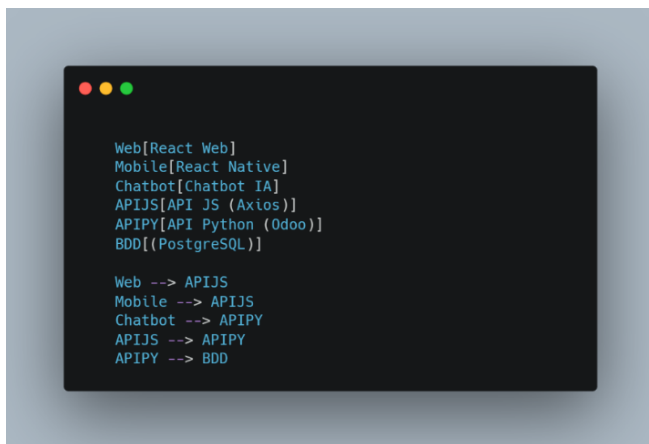 Web[React Web]
Mobile[React Native]
Chatbot[Chatbot IA]
APIJS[API JS (Axios)]
APIPY[API Python (Odoo)]
BDD[(PostgreSQL)]
Web --> APIJS
Mobile --> APIJS
Chatbot --> APIPY
APIJS --> APIPY
APIPY --> BDD